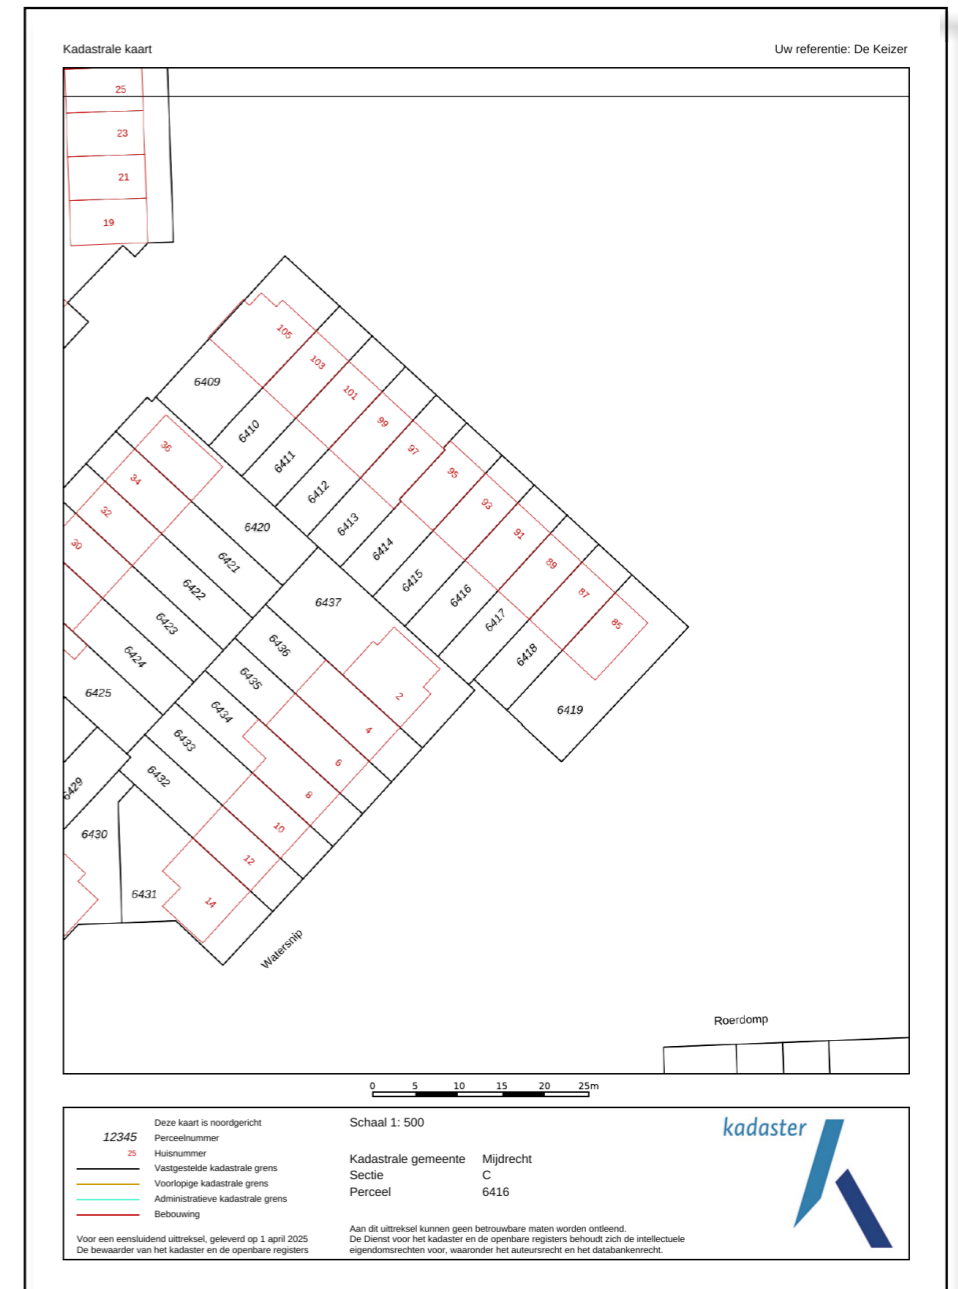 Kadastrale kaart
Uw referentie: De Keizer
25
23
21
19
105
103
101
99
97
95
93
91
89
87
85
6409
6410
6411
6412
6413
6414
6415
6416
6417
6418
6419
36
34
32
30
6420
6421
6422
6423
6424
6425
6437
6436
6435
6434
6433
6432
6429
6430
6431
2
4
6
8
10
12
14
Watersnip
Roerdomp
0 5 10 15 20 25m
Deze kaart is noordgericht
12345 Perceelnummer
25 Huisnummer
Vastgestelde kadastrale grens
Voorlopige kadastrale grens
Administratieve kadastrale grens
Bebouwing
Voor een eensluidend uittreksel, geleverd op 1 april 2025
De bewaarder van het kadaster en de openbare registers
Schaal 1: 500
Kadastrale gemeente Mijdrecht
Sectie C
Perceel 6416
Aan dit uittreksel kunnen geen betrouwbare maten worden ontleend.
De Dienst voor het kadaster en de openbare registers behoudt zich de intellectuele
eigendomsrechten voor, waaronder het auteursrecht en het databankenrecht.
kadaster